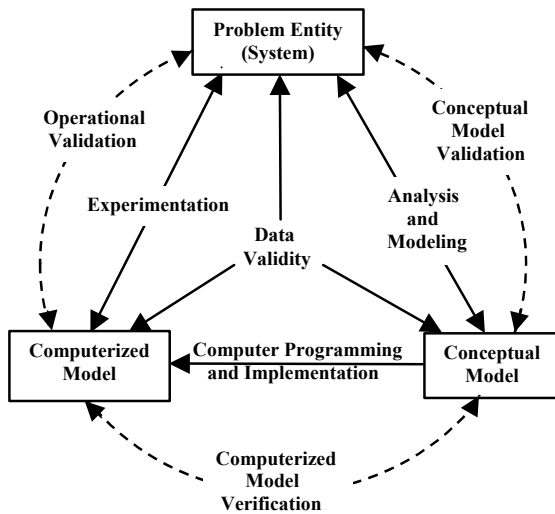 Problem Entity
(System)
Operational
Validation
Conceptual
Model
Validation
Experimentation
Analysis
and
Modeling
Data
Validity
Computerized
Model
Computer Programming
and Implementation
Conceptual
Model
Computerized
Model
Verification